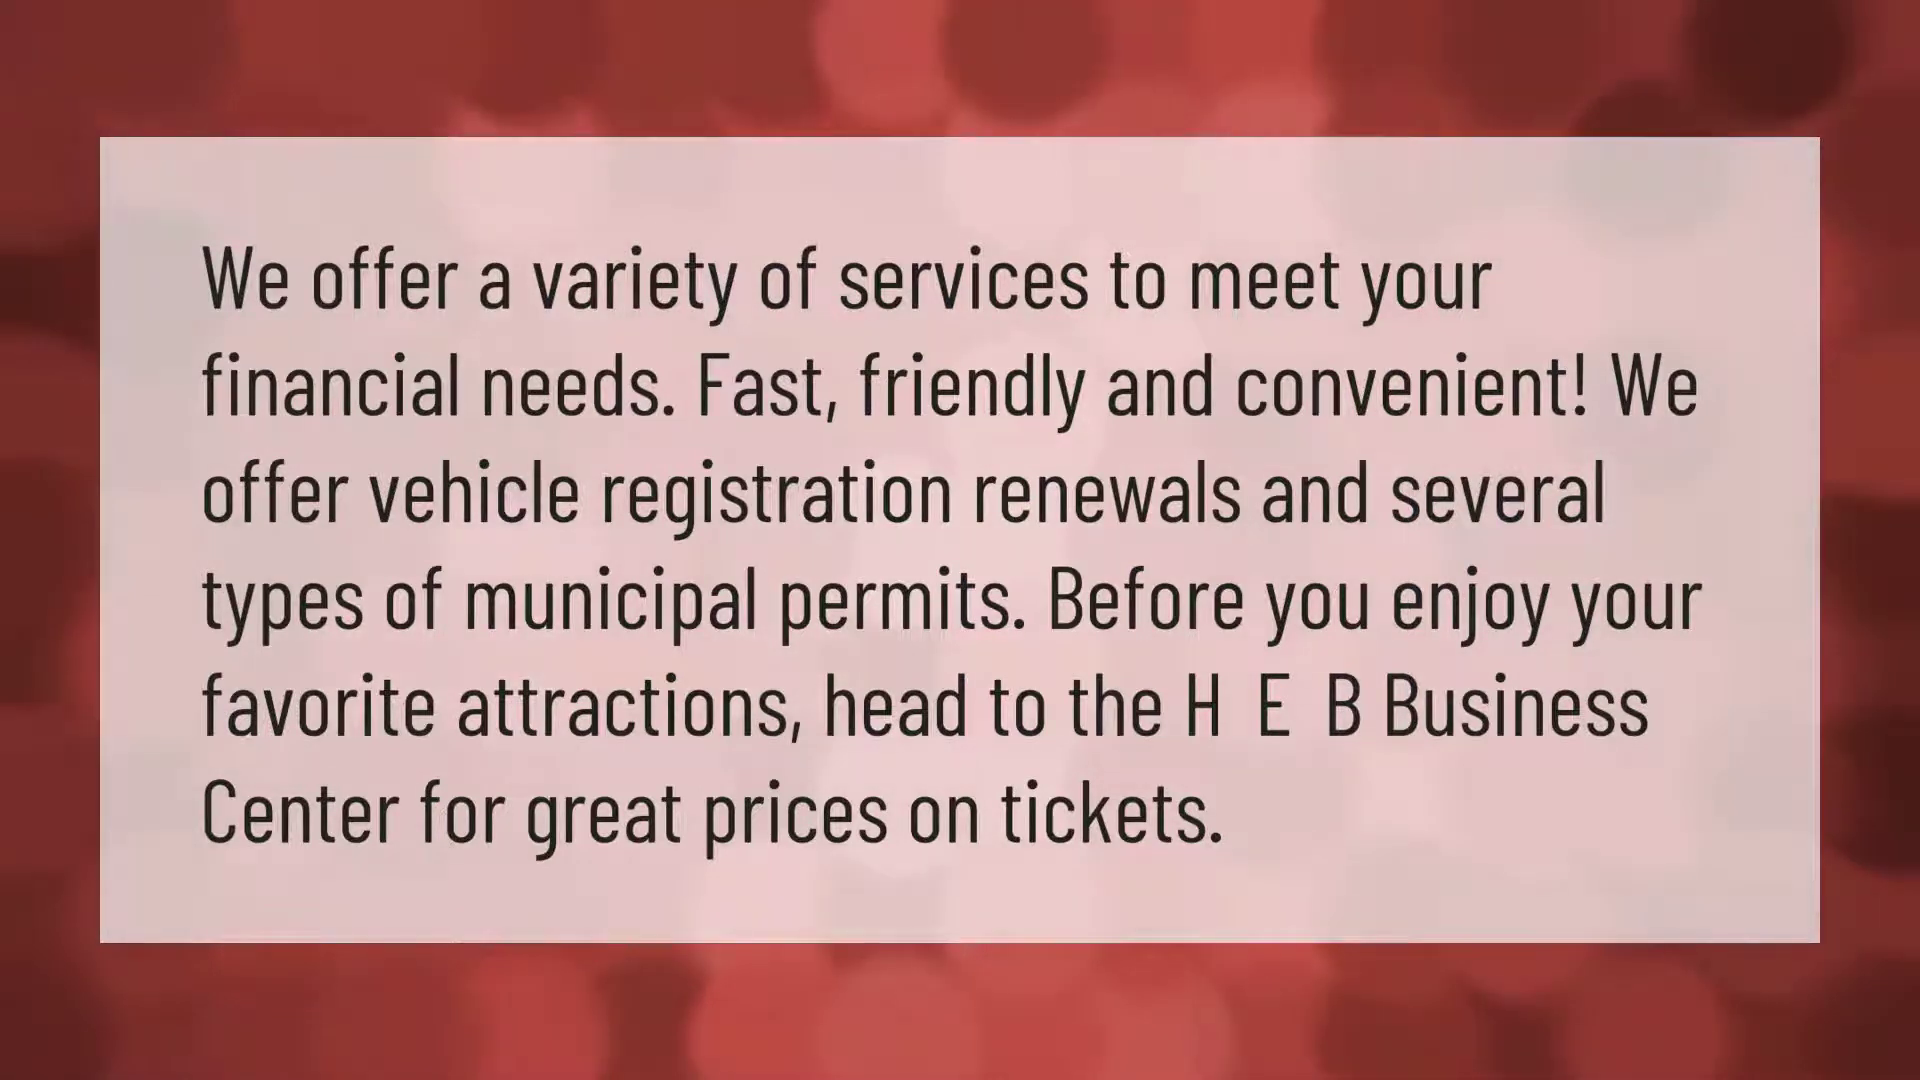 We offer a variety of services to meet your
financial needs. Fast, friendly and convenient! We
offer vehicle registration renewals and several
types of municipal permits. Before you enjoy your
favorite attractions, head to the H E B Business
Center for great prices on tickets.